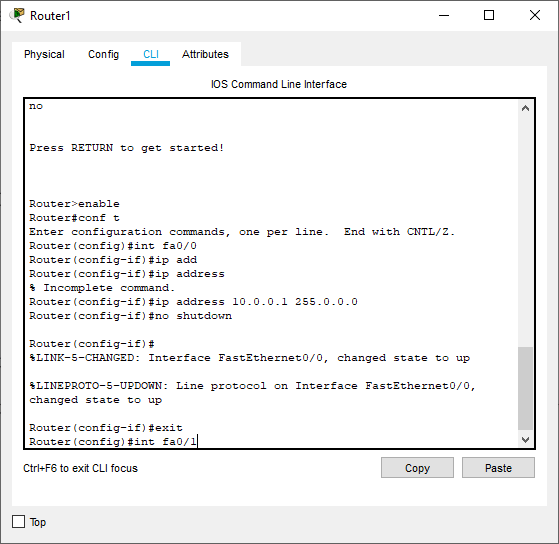 Router1
Physical Config CLI Attributes
IOS Command Line Interface
no
Press RETURN to get started!
Router>enable
Router#conf t
Enter configuration commands, one per line.  End with CNTL/Z.
Router(config)#int fa0/0
Router(config-if)#ip add
Router(config-if)#ip address
% Incomplete command.
Router(config-if)#ip address 10.0.0.1 255.0.0.0
Router(config-if)#no shutdown
Router(config-if)#
%LINK-5-CHANGED: Interface FastEthernet0/0, changed state to up
%LINEPROTO-5-UPDOWN: Line protocol on Interface FastEthernet0/0,
changed state to up
Router(config-if)#exit
Router(config)#int fa0/1
Ctrl+F6 to exit CLI focus
Copy Paste
Top